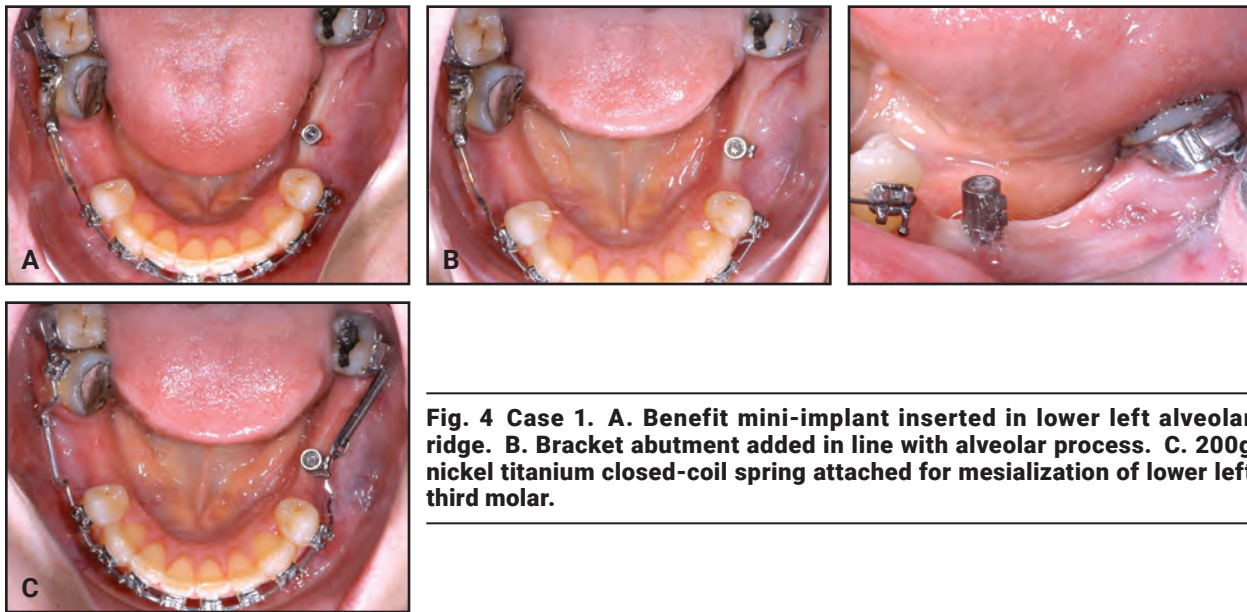 A
B
C
Fig. 4 Case 1. A. Benefit mini-implant inserted in lower left alveolar
ridge. B. Bracket abutment added in line with alveolar process. C. 200g
nickel titanium closed-coil spring attached for mesialization of lower left
third molar.